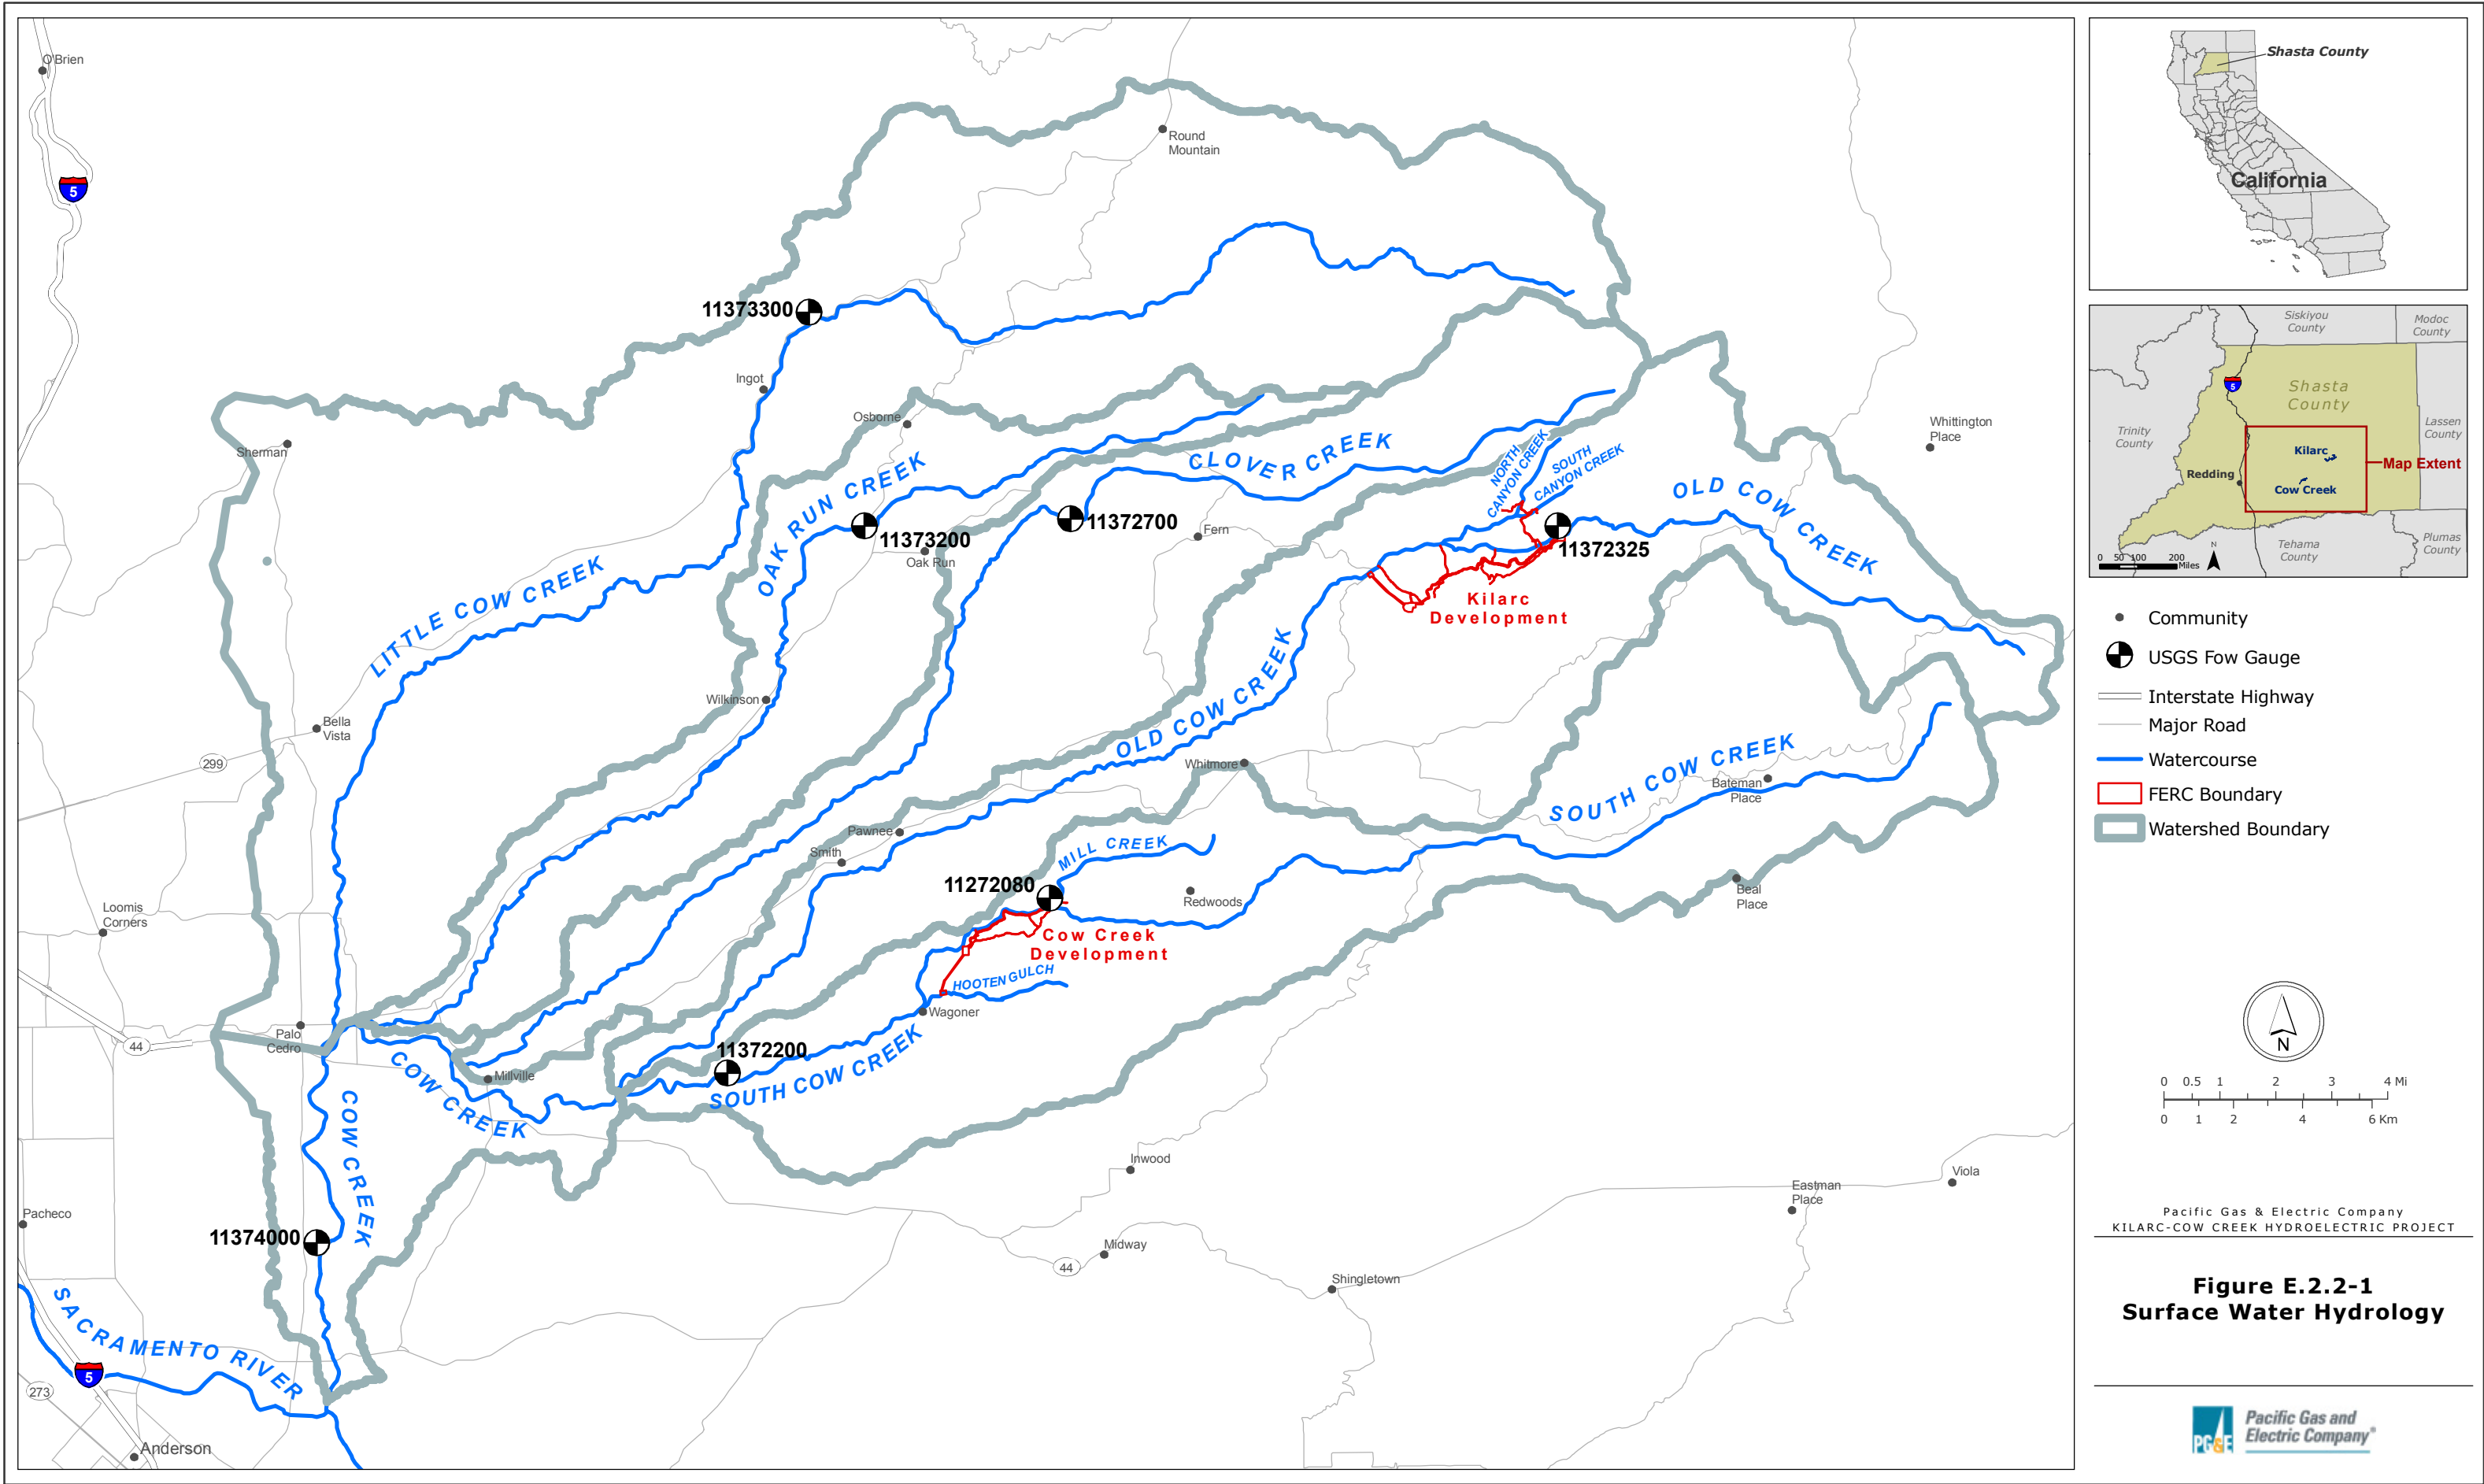 O'Brien
5
Round
Mountain
11373300
Ingot
Osborne
Sherman
CLOVER CREEK
NORTH
CANYON CREEK
SOUTH
CANYON CREEK
Whittington
Place
OLD COW CREEK
OAK RUN CREEK
11373200
Oak Run
11372700
Fern
11372325
LITTLE COW CREEK
Kilarc
Development
OLD COW CREEK
Wilkinson
Bella
Vista
299
Whitmore
SOUTH COW CREEK
Bateman
Place
Pawnee
Smith
MILL CREEK
11272080
Redwoods
Beal
Place
Loomis
Corners
Cow Creek
Development
HOOTEN GULCH
Wagoner
Palo
Cedro
44
11372200
COW CREEK
Millville
SOUTH COW CREEK
COW CREEK
Inwood
Viola
Eastman
Place
Pacheco
11374000
Midway
44
Shingletown
SACRAMENTO RIVER
5
273
Anderson
Shasta County
California
Siskiyou
County
Modoc
County
5
Shasta
County
Trinity
County
Lassen
County
Kilarc
Redding
Map Extent
Cow Creek
Tehama
County
Plumas
County
0 50 100 200
Miles
N
Community
USGS Fow Gauge
Interstate Highway
Major Road
Watercourse
FERC Boundary
Watershed Boundary
N
0 0.5 1 2 3 4 Mi
0 1 2 4 6 Km
Pacific Gas & Electric Company
KILARC-COW CREEK HYDROELECTRIC PROJECT
Figure E.2.2-1
Surface Water Hydrology
PG&E
Pacific Gas and
Electric Company®